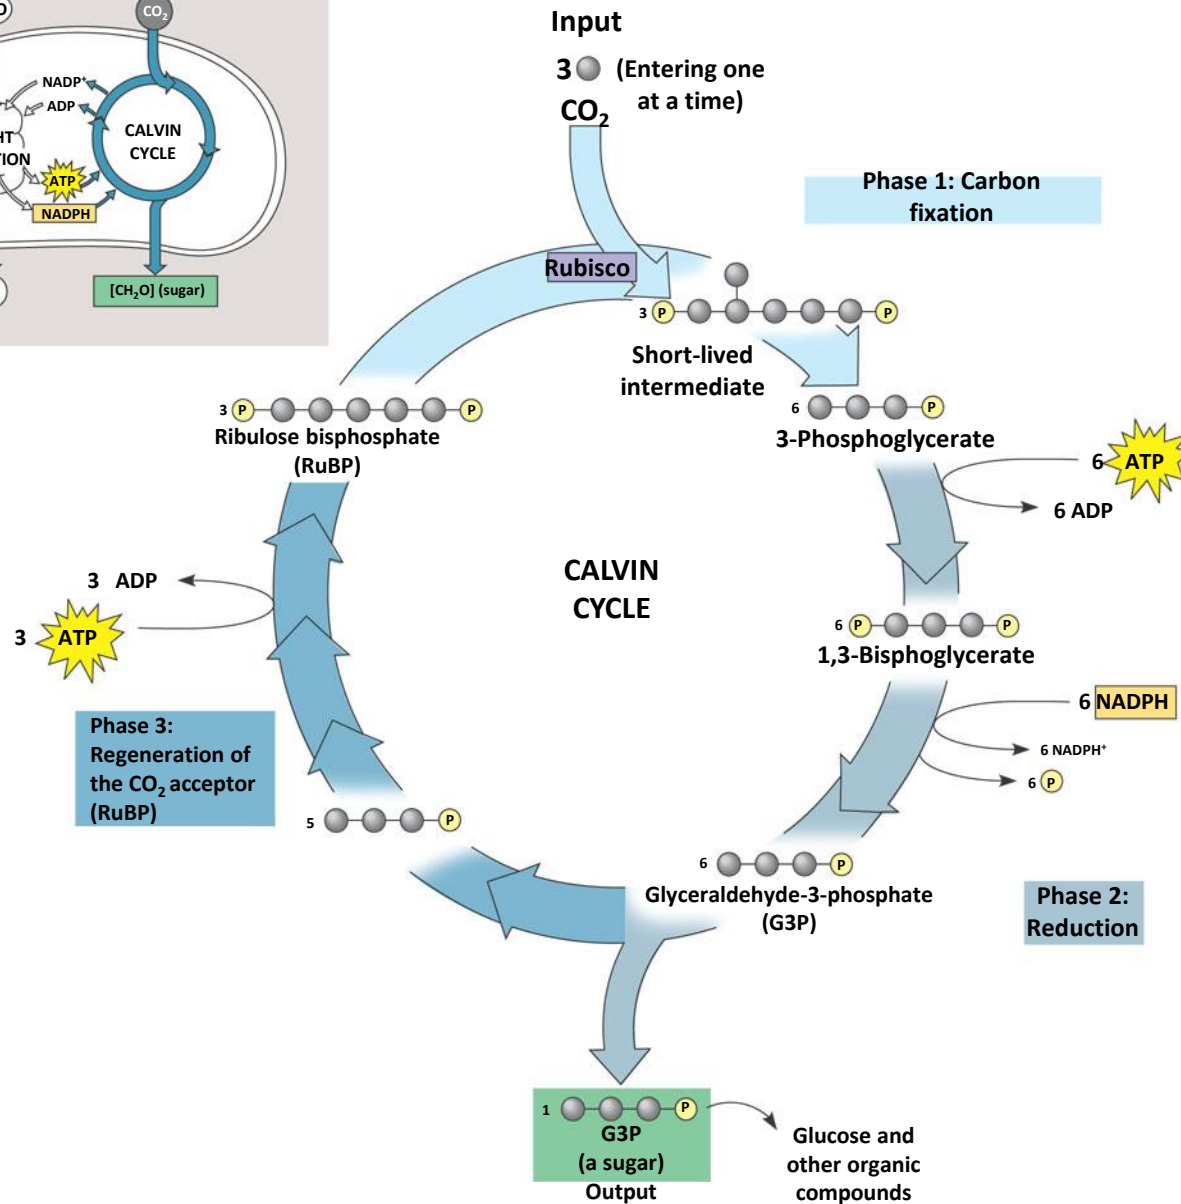 O
CO2
NADP+
ADP
CALVIN
CYCLE
HT
TION
ATP
NADPH
[CH2O] (sugar)
Input
3 (Entering one
at a time)
CO2
Phase 1: Carbon
fixation
Rubisco
3 P P
Short-lived
intermediate
3 P P
Ribulose bisphosphate
(RuBP)
6 P
3-Phosphoglycerate
6 ATP
6 ADP
CALVIN
CYCLE
3 ADP
3 ATP
6 P P
1,3-Bisphoglycerate
6 NADPH
6 NADPH+
6 P
Phase 3:
Regeneration of
the CO2 acceptor
(RuBP)
5 P
6 P
Glyceraldehyde-3-phosphate
(G3P)
Phase 2:
Reduction
1 P
G3P
(a sugar)
Output
Glucose and
other organic
compounds